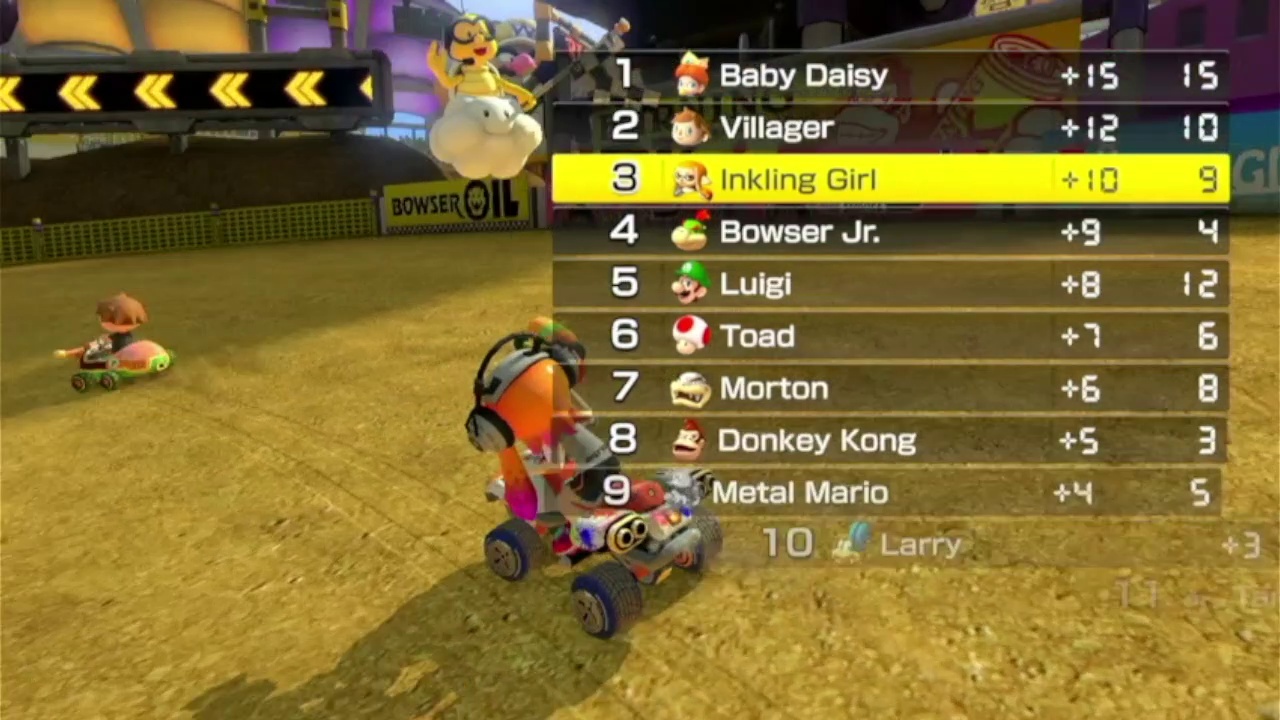 1 Baby Daisy +15 15
2 Villager +12 10
3 Inkling Girl +10 9
4 Bowser Jr. +9 4
5 Luigi +8 12
6 Toad +7 6
7 Morton +6 8
8 Donkey Kong +5 3
9 Metal Mario +4 5
10 Larry +3
11
BOWSER OIL